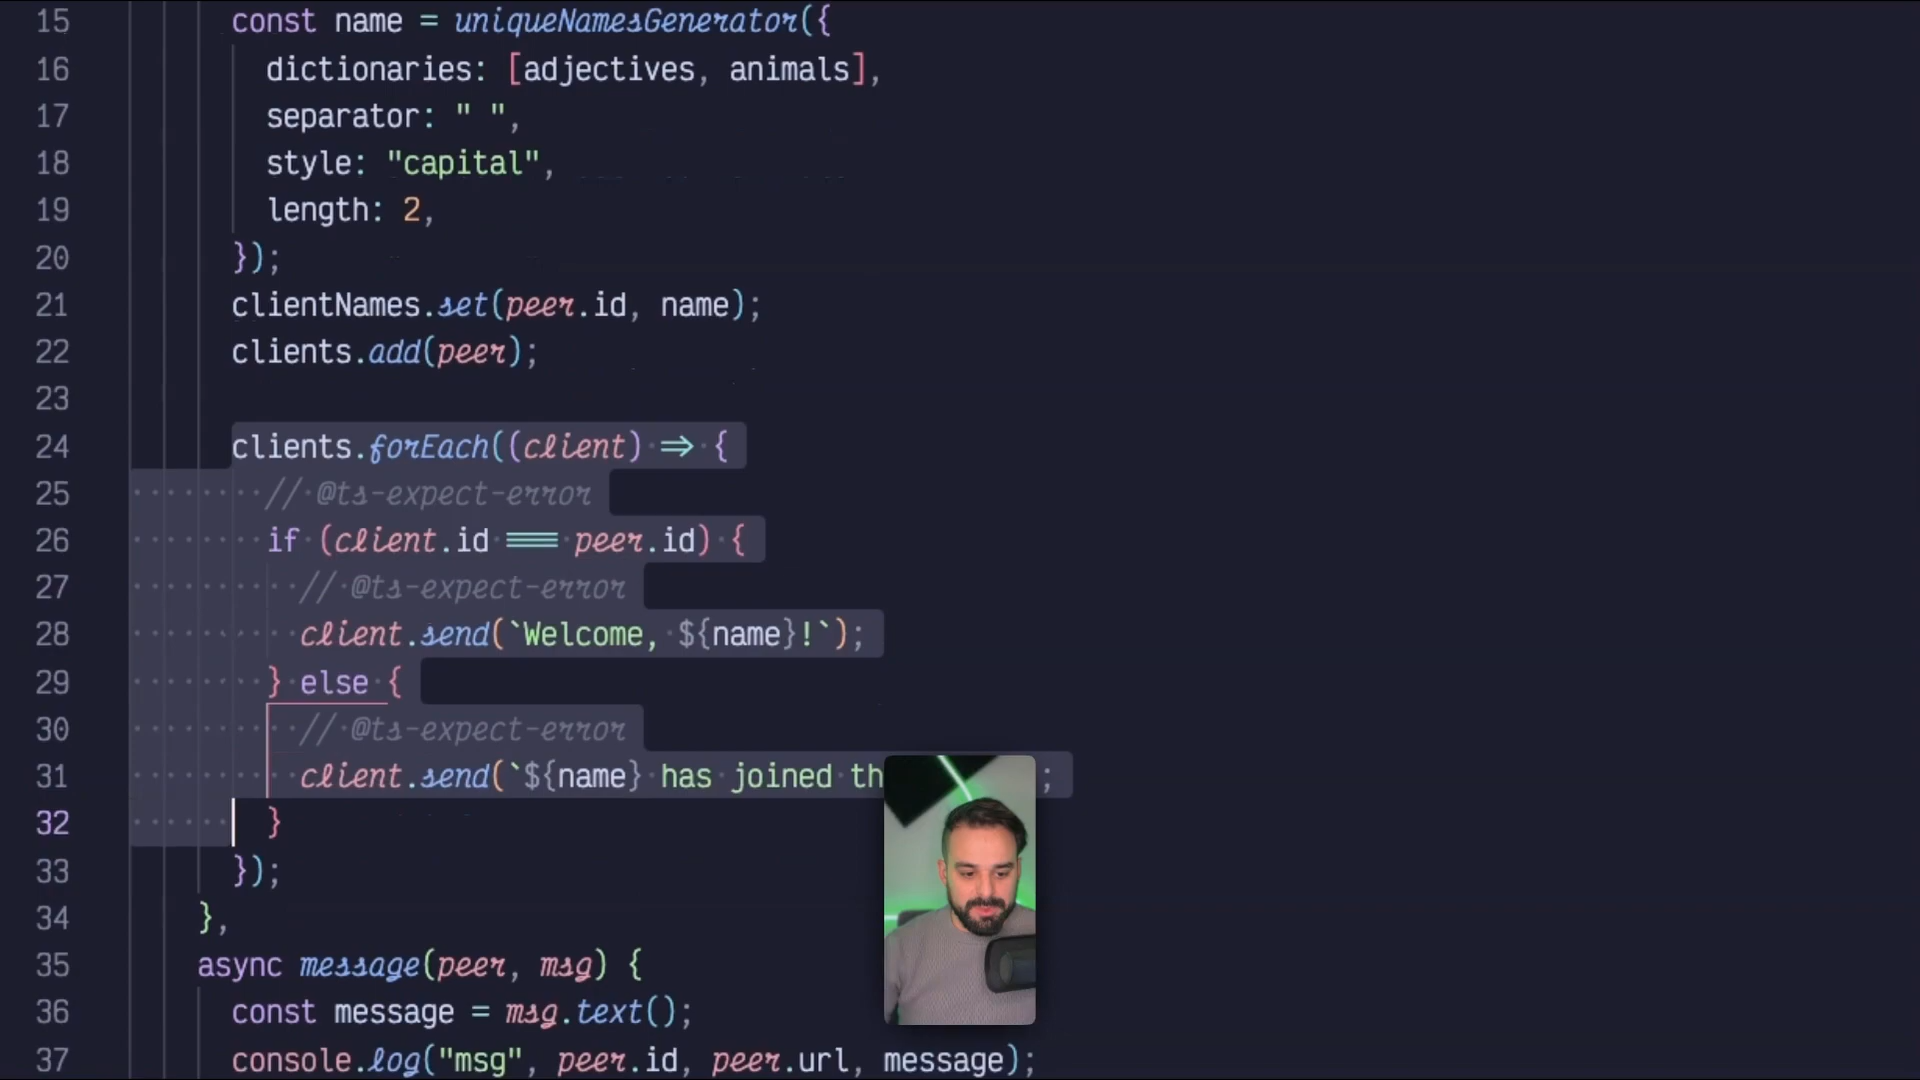 15 const name = uniqueNamesGenerator({
16 dictionaries: [adjectives, animals],
17 separator: " ",
18 style: "capital",
19 length: 2,
20 });
21 clientNames.set(peer.id, name);
22 clients.add(peer);
23
24 clients.forEach((client) => {
25 // @ts-expect-error
26 if (client.id === peer.id) {
27 // @ts-expect-error
28 client.send(`Welcome, ${name}!`);
29 } else {
30 // @ts-expect-error
31 client.send(`${name} has joined ;
32 }
33 });
34 },
35 async message(peer, msg) {
36 const message = msg.text();
37 console.log("msg", peer.id, peer.url, message);